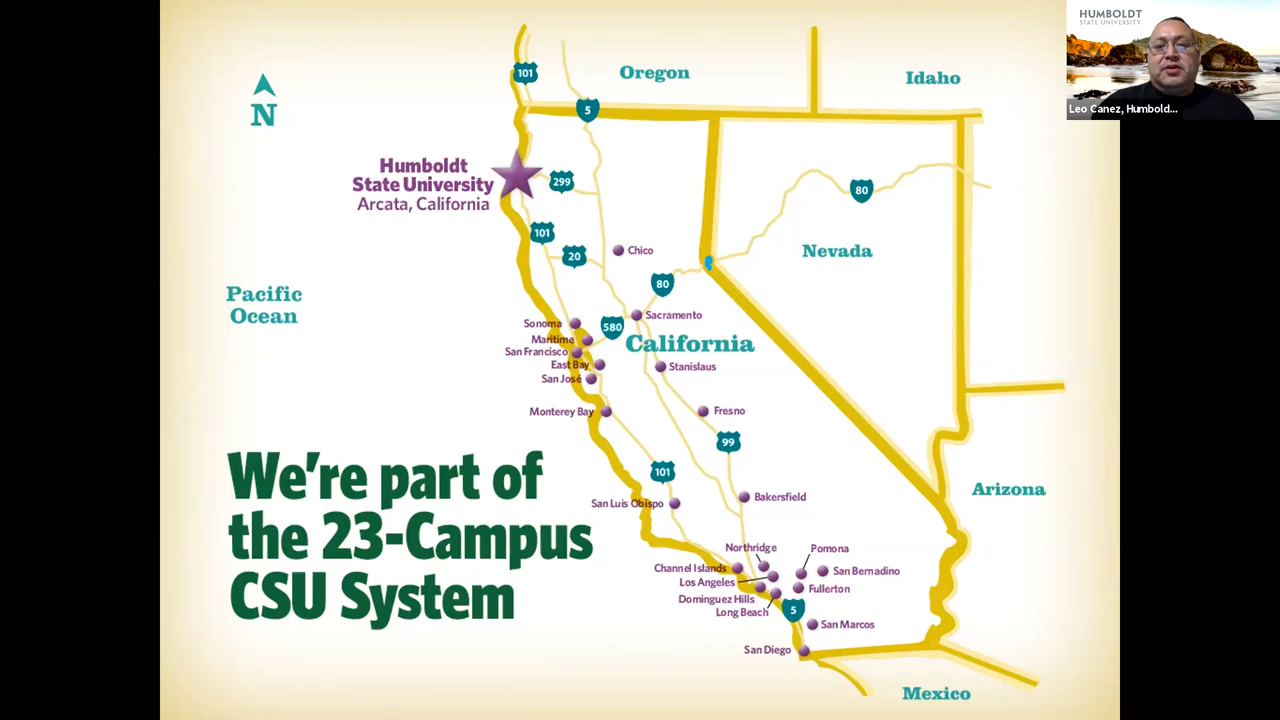 HUMBOLDT
STATE UNIVERSITY
Leo Canez, Humbold...
N
101
Oregon
Idaho
5
Humboldt
State University
Arcata, California
299
80
101
20
Chico
Nevada
Pacific
Ocean
80
Sonoma
580
Sacramento
Maritime
California
San Francisco
East Bay
Stanislaus
San José
Monterey Bay
Fresno
99
We're part of
the 23-Campus
CSU System
101
San Luis Obispo
Bakersfield
Arizona
Northridge
Pomona
Channel Islands
San Bernadino
Los Angeles
Fullerton
Dominguez Hills
Long Beach
5
San Marcos
San Diego
Mexico